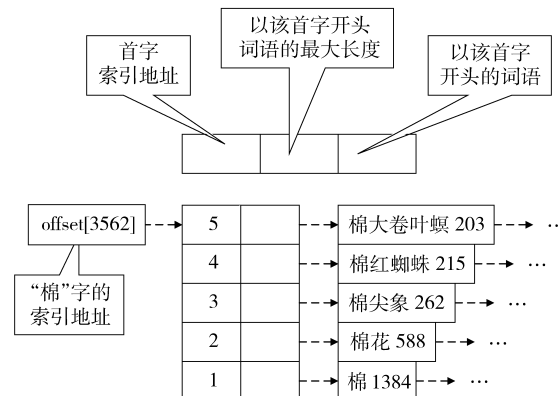 首字
索引地址
以该首字开头
词语的最大长度
以该首字
开头的词语
offset[3562]
5
棉大卷叶螟 203
…
4
棉红蜘蛛 215
…
“棉”字的
索引地址
3
棉尖象 262
…
2
棉花 588
…
1
棉 1384
…